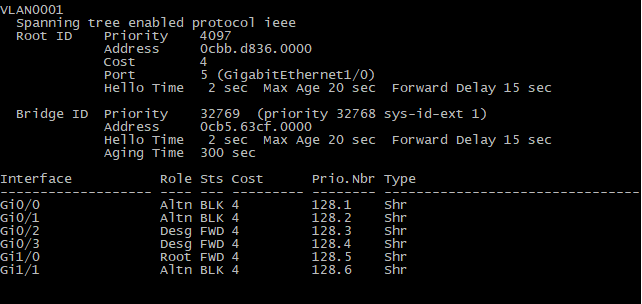 VLAN0001
  Spanning tree enabled protocol ieee
  Root ID    Priority    4097
             Address     0cbb.d836.0000
             Cost        4
             Port        5 (GigabitEthernet1/0)
             Hello Time   2 sec  Max Age 20 sec  Forward Delay 15 sec

  Bridge ID  Priority    32769  (priority 32768 sys-id-ext 1)
             Address     0cb5.63cf.0000
             Hello Time   2 sec  Max Age 20 sec  Forward Delay 15 sec
             Aging Time  300 sec

Interface           Role Sts Cost      Prio.Nbr Type
------------------- ---- --- --------- -------- --------------------------------
Gi0/0               Altn BLK 4         128.1    Shr
Gi0/1               Altn BLK 4         128.2    Shr
Gi0/2               Desg FWD 4         128.3    Shr
Gi0/3               Desg FWD 4         128.4    Shr
Gi1/0               Root FWD 4         128.5    Shr
Gi1/1               Altn BLK 4         128.6    Shr